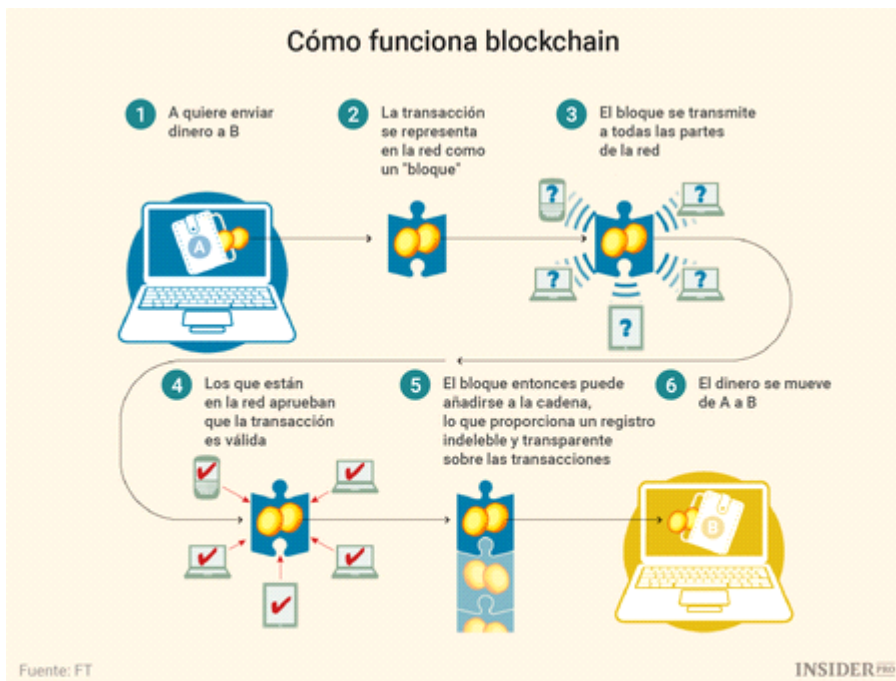 Cómo funciona blockchain
1
A quiere enviar
dinero a B
2
La transacción
se representa
en la red como
un "bloque"
3
El bloque se transmite
a todas las partes
de la red
A
?
?
?
?
?
4
Los que están
en la red aprueban
que la transacción
es válida
5
El bloque entonces puede
añadirse a la cadena,
lo que proporciona un registro
indeleble y transparente
sobre las transacciones
6
El dinero se mueve
de A a B
B
Fuente: FT
INSIDER PRO